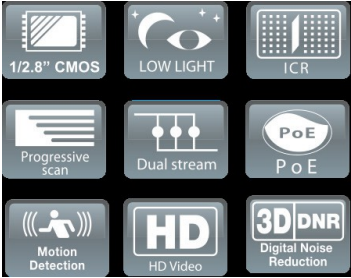 1/2.8” CMOS
LOW LIGHT
ICR
Progressive
scan
Dual stream
PoE
PoE
Motion
Detection
HD
HD Video
3D DNR
Digital Noise
Reduction